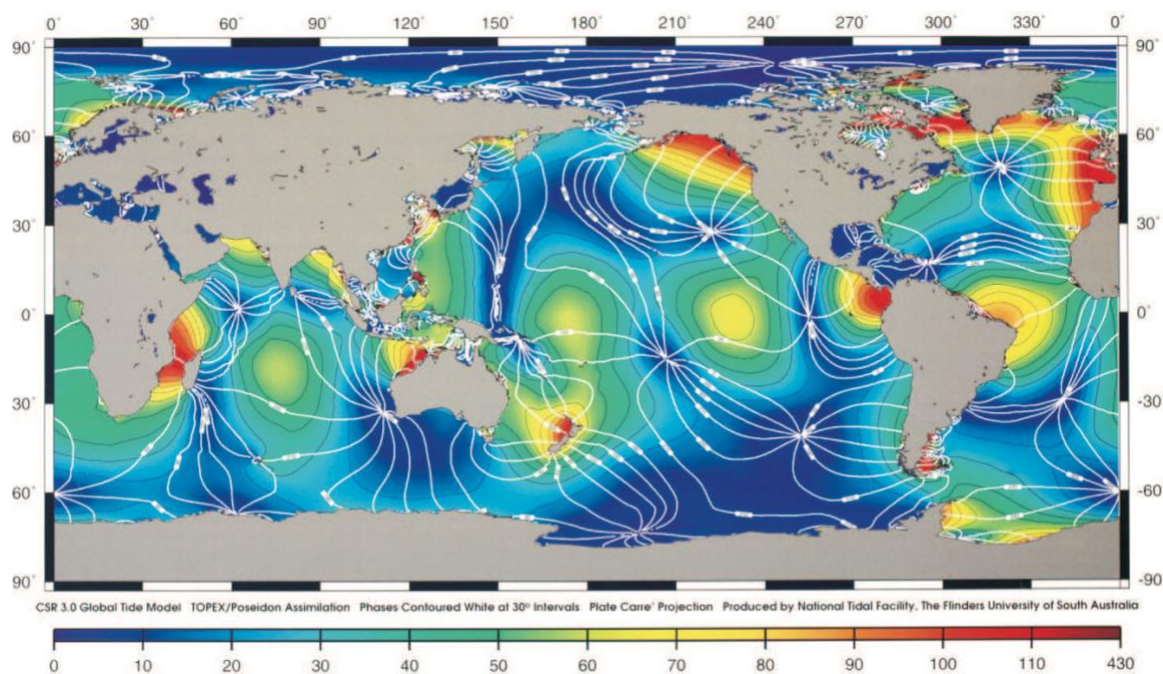 0° 30° 60° 90° 120° 150° 180° 210° 240° 270° 300° 330° 0°
90° 90°
60° 60°
30° 30°
0° 0°
30° -30°
60° -60°
90° -90°
CSR 3.0 Global Tide Model TOPEX/Poseidon Assimilation Phases Contoured White at 30° Intervals Plate Carre' Projection Produced by National Tidal Facility, The Flinders University of South Australia
0 10 20 30 40 50 60 70 80 90 100 110 430